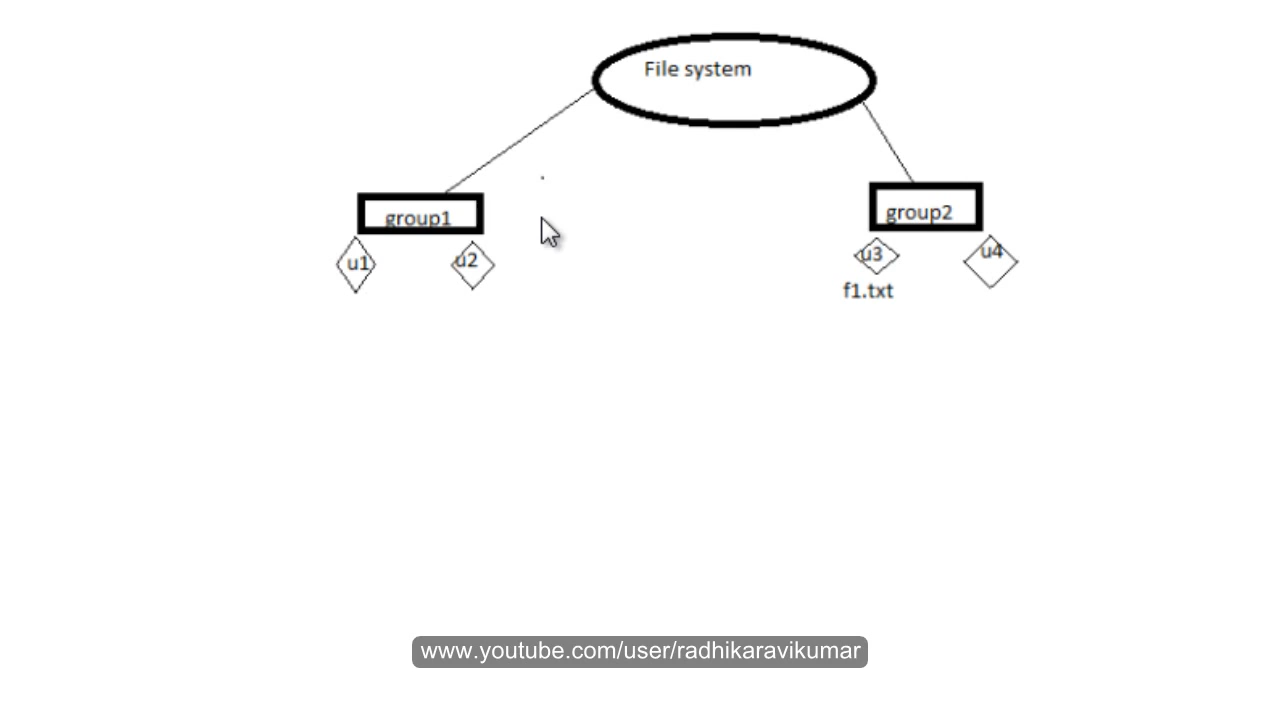 File system
group1
group2
u1
u2
u3
u4
f1.txt
www.youtube.com/user/radhikaravikumar